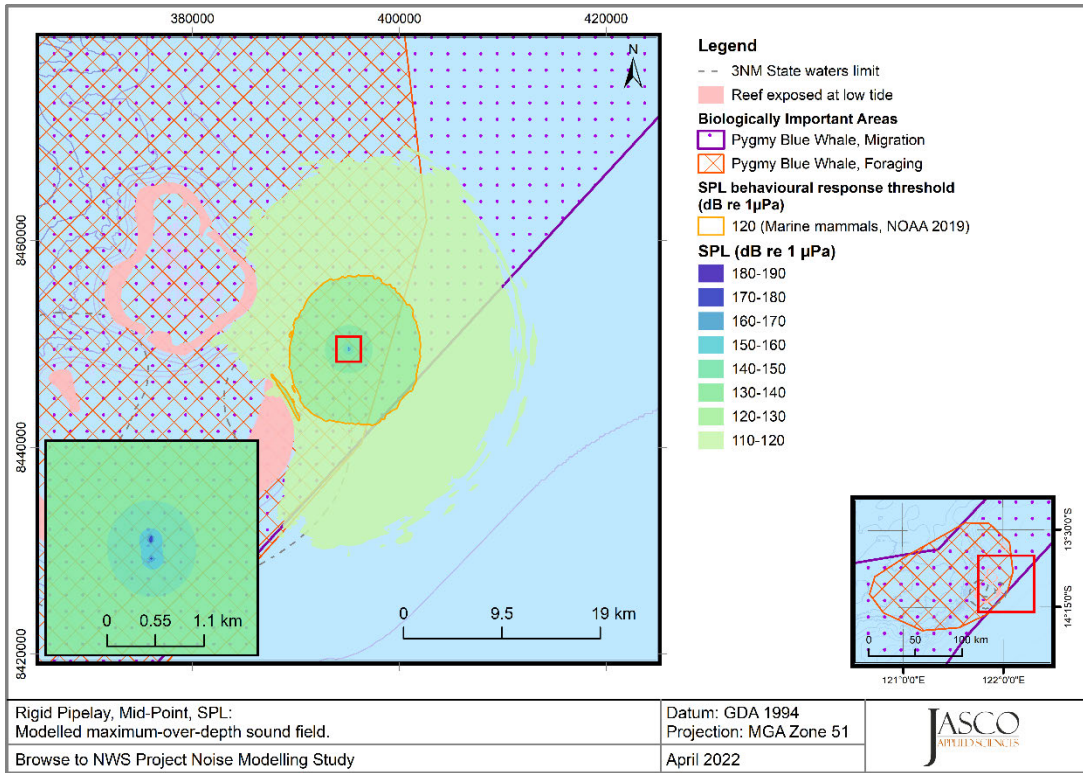 380000
400000
420000
8460000
8440000
8420000
N
0
0.55
1.1 km
0
9.5
19 km
Legend
3NM State waters limit
Reef exposed at low tide
Biologically Important Areas
Pygmy Blue Whale, Migration
Pygmy Blue Whale, Foraging
SPL behavioural response threshold
(dB re 1µPa)
120 (Marine mammals, NOAA 2019)
SPL (dB re 1 µPa)
180-190
170-180
160-170
150-160
140-150
130-140
120-130
110-120
13°30'0"S
14°15'0"S
0
50
100 km
121°0'0"E
122°0'0"E
Rigid Pipelay, Mid-Point, SPL:
Modelled maximum-over-depth sound field.
Browse to NWS Project Noise Modelling Study
Datum: GDA 1994
Projection: MGA Zone 51
April 2022
JASCO
APPLIED SCIENCES